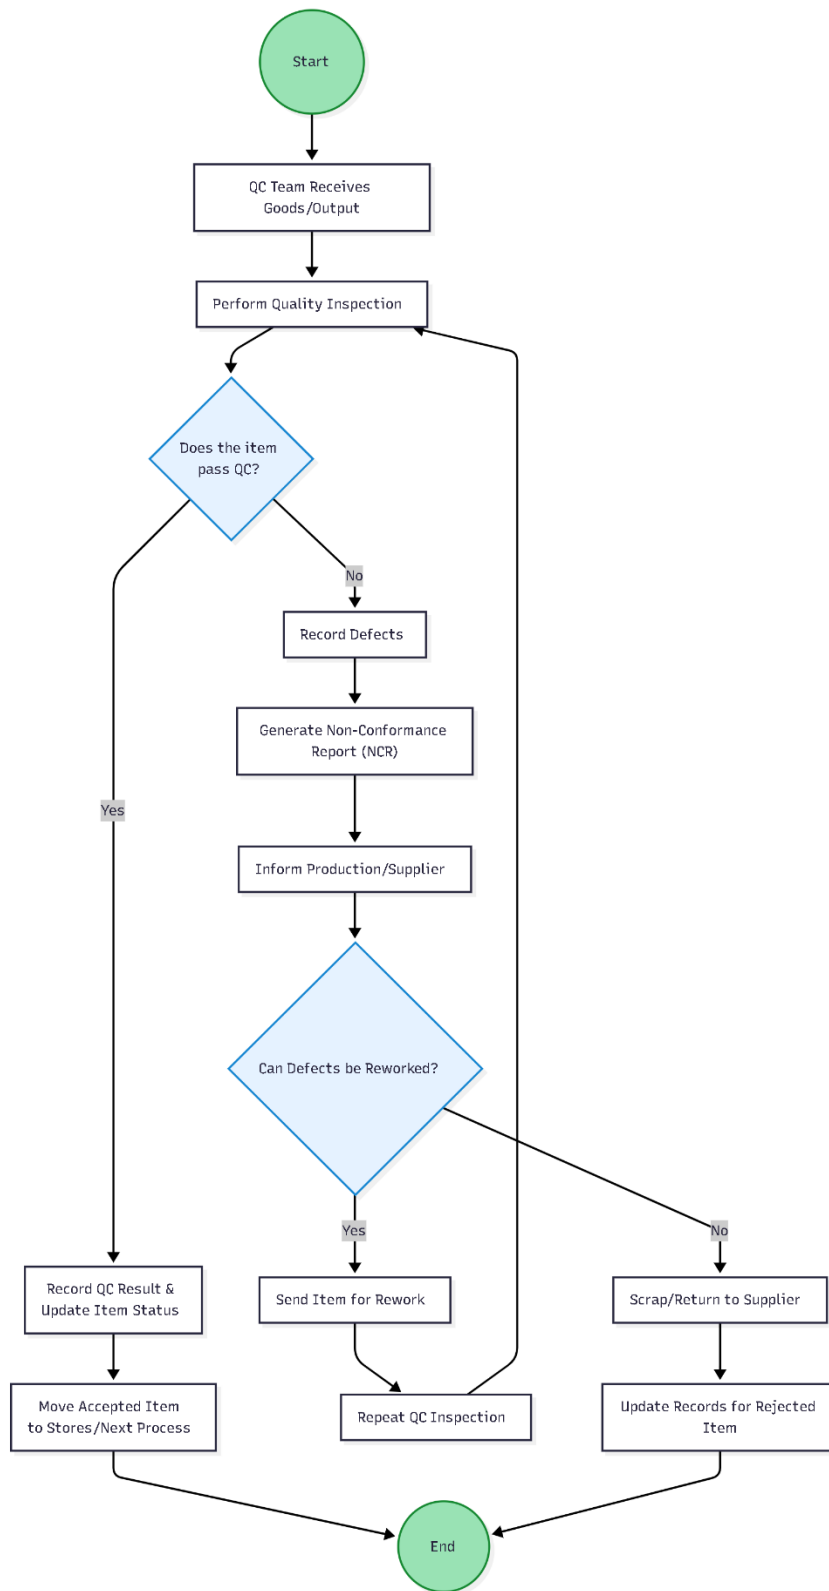 Start
QC Team Receives
Goods/Output
Perform Quality Inspection
Does the item
pass QC?
No
Record Defects
Generate Non-Conformance
Report (NCR)
Yes
Inform Production/Supplier
Can Defects be Reworked?
Yes
No
Record QC Result &
Update Item Status
Send Item for Rework
Scrap/Return to Supplier
Move Accepted Item
to Stores/Next Process
Repeat QC Inspection
Update Records for Rejected
Item
End